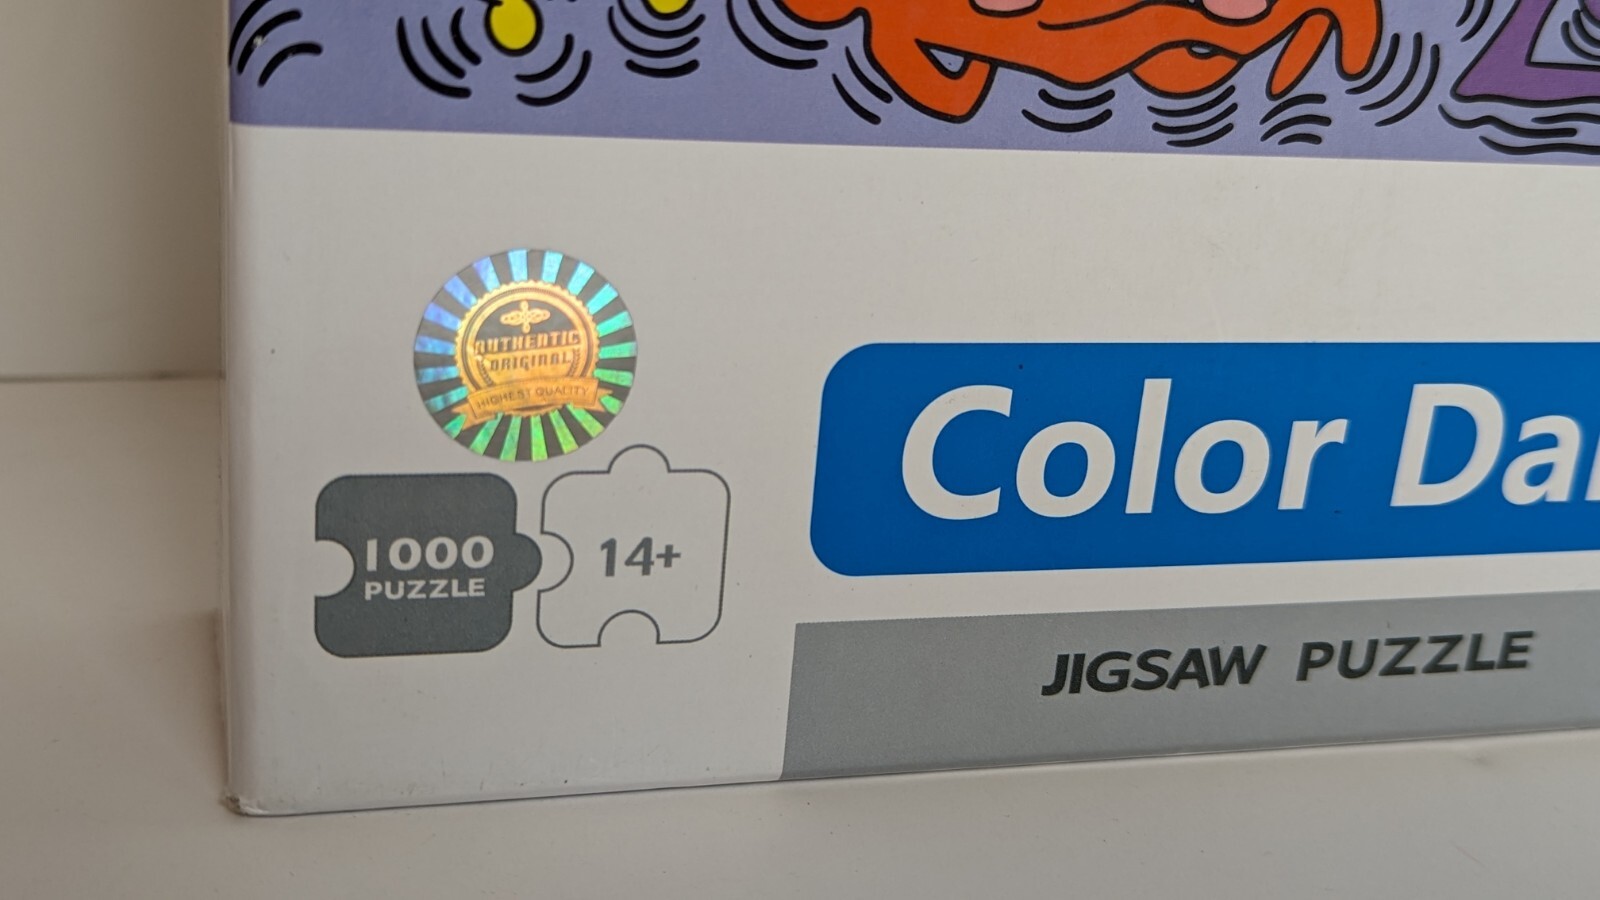 AUTHENTIC
ORIGINAL
HIGHEST QUALITY
1000
PUZZLE
14+
Color Da
JIGSAW PUZZLE